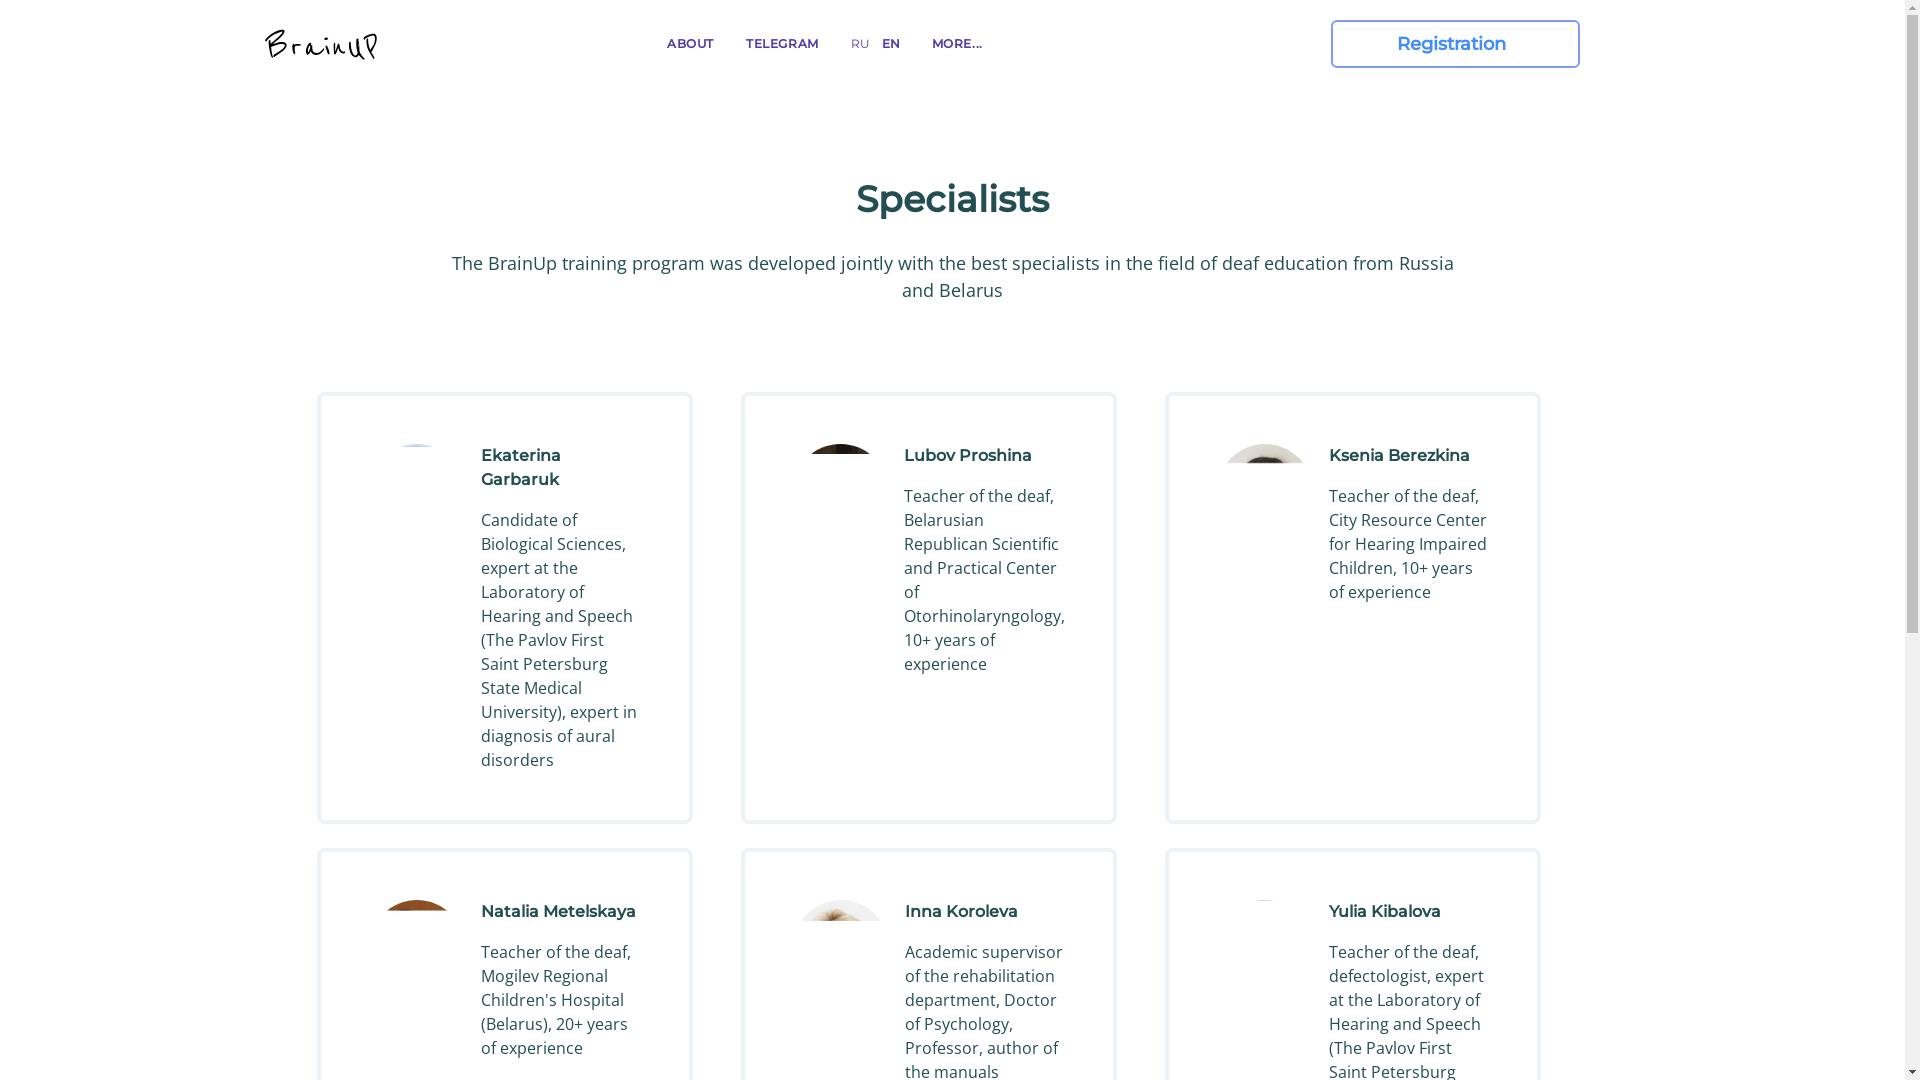 BrainUP
ABOUT TELEGRAM RU EN MORE... Registration
Specialists
The BrainUp training program was developed jointly with the best specialists in the field of deaf education from Russia
and Belarus
Ekaterina
Garbaruk
Candidate of
Biological Sciences,
expert at the
Laboratory of
Hearing and Speech
(The Pavlov First
Saint Petersburg
State Medical
University), expert in
diagnosis of aural
disorders
Lubov Proshina
Teacher of the deaf,
Belarusian
Republican Scientific
and Practical Center
of
Otorhinolaryngology,
10+ years of
experience
Ksenia Berezkina
Teacher of the deaf,
City Resource Center
for Hearing Impaired
Children, 10+ years
of experience
Natalia Metelskaya
Teacher of the deaf,
Mogilev Regional
Children's Hospital
(Belarus), 20+ years
of experience
Inna Koroleva
Academic supervisor
of the rehabilitation
department, Doctor
of Psychology,
Professor, author of
the manuals
Yulia Kibalova
Teacher of the deaf,
defectologist, expert
at the Laboratory of
Hearing and Speech
(The Pavlov First
Saint Petersburg